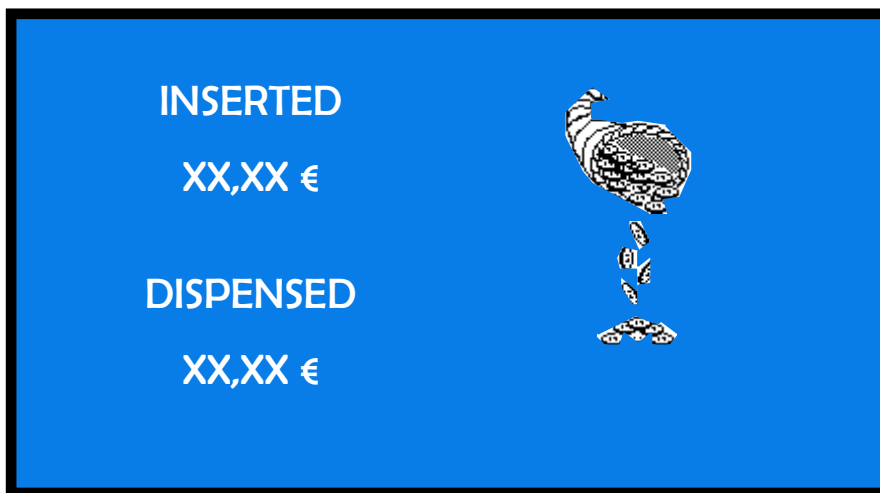 INSERTED
XX,XX €
DISPENSED
XX,XX €